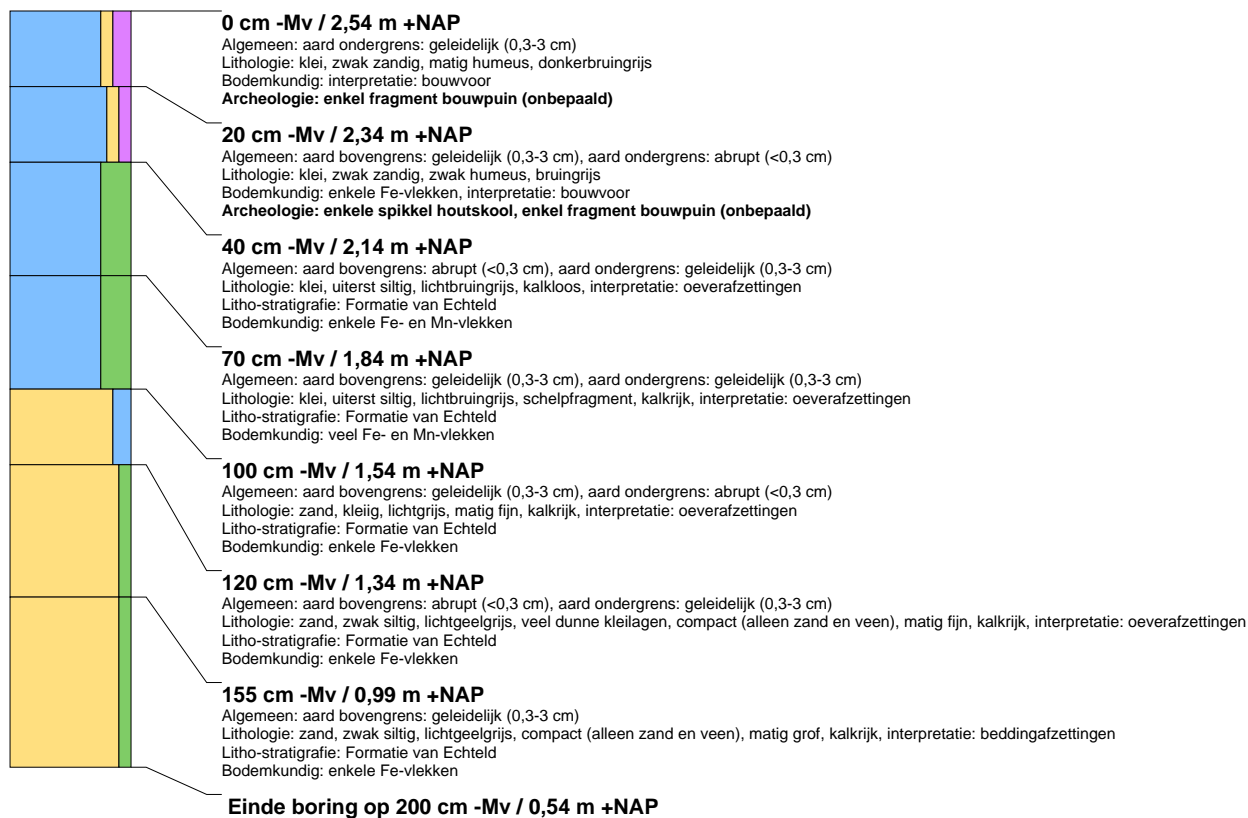 0 cm -Mv / 2,54 m +NAP
Algemeen: aard ondergrens: geleidelijk (0,3-3 cm)
Lithologie: klei, zwak zandig, matig humeus, donkerbruingrijs
Bodemkundig: interpretatie: bouwvoor
Archeologie: enkel fragment bouwpuin (onbepaald)
20 cm -Mv / 2,34 m +NAP
Algemeen: aard bovengrens: geleidelijk (0,3-3 cm), aard ondergrens: abrupt (<0,3 cm)
Lithologie: klei, zwak zandig, zwak humeus, bruingrijs
Bodemkundig: enkele Fe-vlekken, interpretatie: bouwvoor
Archeologie: enkele spikkel houtskool, enkel fragment bouwpuin (onbepaald)
40 cm -Mv / 2,14 m +NAP
Algemeen: aard bovengrens: abrupt (<0,3 cm), aard ondergrens: geleidelijk (0,3-3 cm)
Lithologie: klei, uiterst siltig, lichtbruingrijs, kalkloos, interpretatie: oeverafzettingen
Litho-stratigrafie: Formatie van Echteld
Bodemkundig: enkele Fe- en Mn-vlekken
70 cm -Mv / 1,84 m +NAP
Algemeen: aard bovengrens: geleidelijk (0,3-3 cm), aard ondergrens: geleidelijk (0,3-3 cm)
Lithologie: klei, uiterst siltig, lichtbruingrijs, schelpfragment, kalkrijk, interpretatie: oeverafzettingen
Litho-stratigrafie: Formatie van Echteld
Bodemkundig: veel Fe- en Mn-vlekken
100 cm -Mv / 1,54 m +NAP
Algemeen: aard bovengrens: geleidelijk (0,3-3 cm), aard ondergrens: abrupt (<0,3 cm)
Lithologie: zand, kleiig, lichtgrijs, matig fijn, kalkrijk, interpretatie: oeverafzettingen
Litho-stratigrafie: Formatie van Echteld
Bodemkundig: enkele Fe-vlekken
120 cm -Mv / 1,34 m +NAP
Algemeen: aard bovengrens: abrupt (<0,3 cm), aard ondergrens: geleidelijk (0,3-3 cm)
Lithologie: zand, zwak siltig, lichtgeelgrijs, veel dunne kleilagen, compact (alleen zand en veen), matig fijn, kalkrijk, interpretatie: oeverafzettingen
Litho-stratigrafie: Formatie van Echteld
Bodemkundig: enkele Fe-vlekken
155 cm -Mv / 0,99 m +NAP
Algemeen: aard bovengrens: geleidelijk (0,3-3 cm)
Lithologie: zand, zwak siltig, lichtgeelgrijs, compact (alleen zand en veen), matig grof, kalkrijk, interpretatie: beddingafzettingen
Litho-stratigrafie: Formatie van Echteld
Bodemkundig: enkele Fe-vlekken
Einde boring op 200 cm -Mv / 0,54 m +NAP